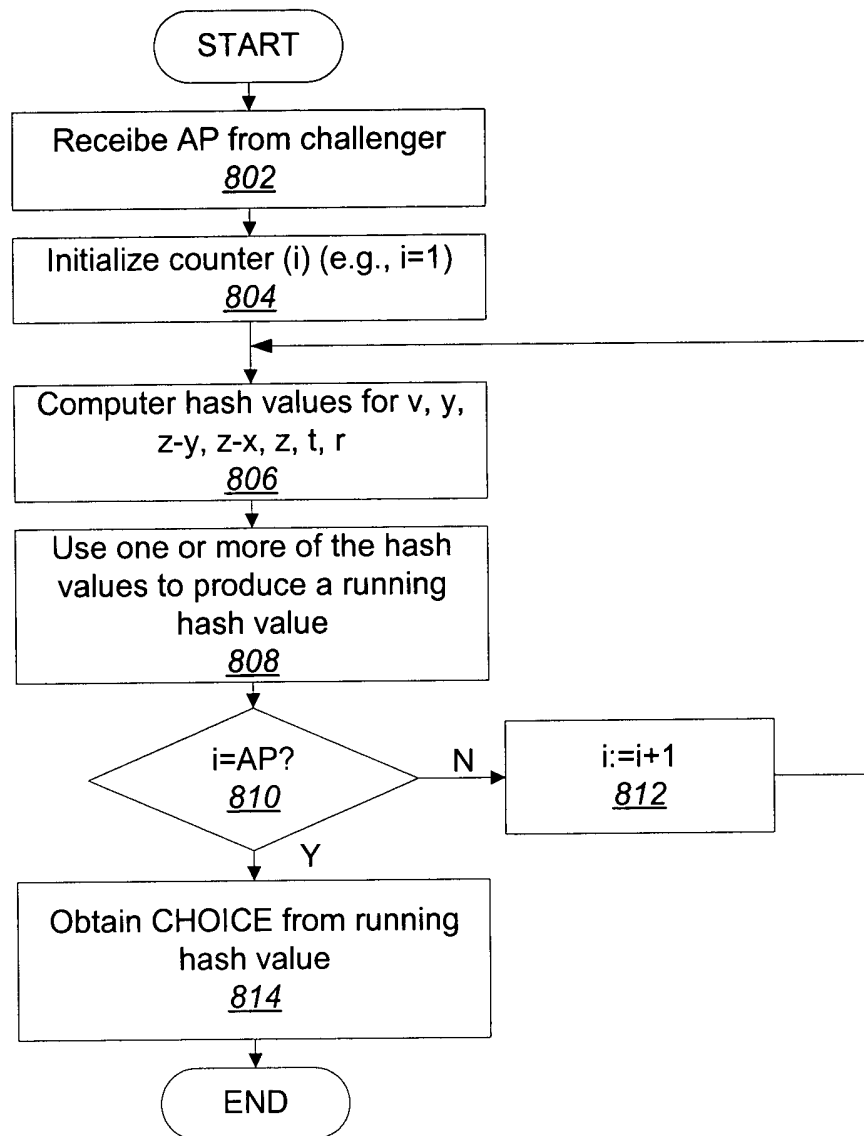 START
Receibe AP from challenger
802
Initialize counter (i) (e.g., i=1)
804
Computer hash values for v, y,
z-y, z-x, z, t, r
806
Use one or more of the hash
values to produce a running
hash value
808
i=AP?
810
N
i:=i+1
812
Y
Obtain CHOICE from running
hash value
814
END